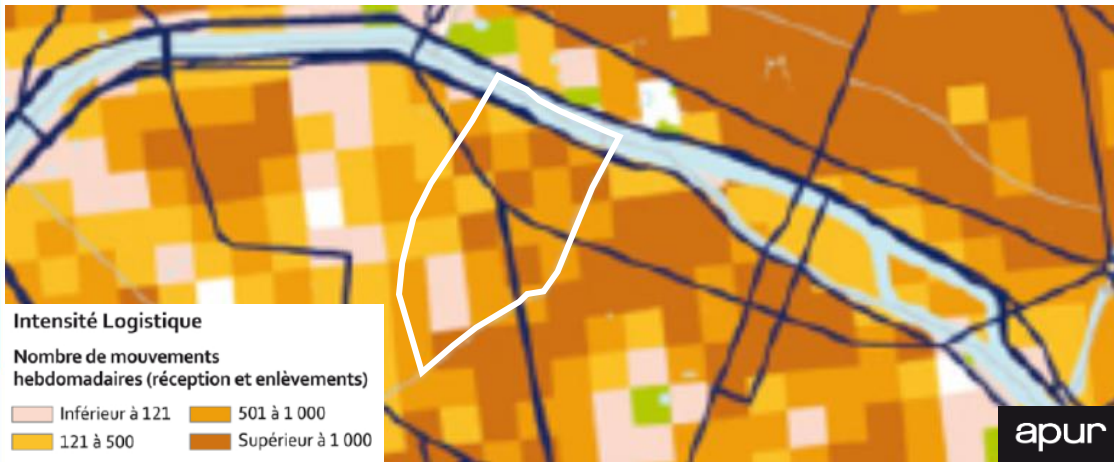 Intensité Logistique
Nombre de mouvements
hebdomadaires (réception et enlèvements)
Inférieur à 121
501 à 1 000
121 à 500
Supérieur à 1 000
apur